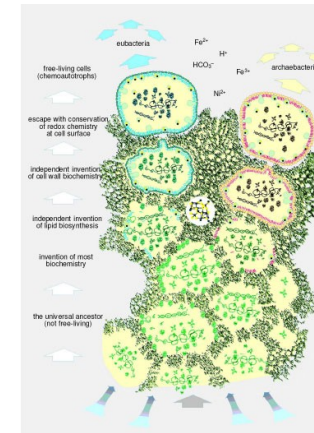 eubacteria
Fe²⁺
H⁺
HCO₃⁻
Fe³⁺
Ni²⁺
archaebacteria
free-living cells
(chemoautotrophs)
escape with conservation
of redox chemistry
at cell surface
independent invention
of cell wall biochemistry
independent invention
of lipid biosynthesis
invention of most
biochemistry
the universal ancestor
(not free-living)